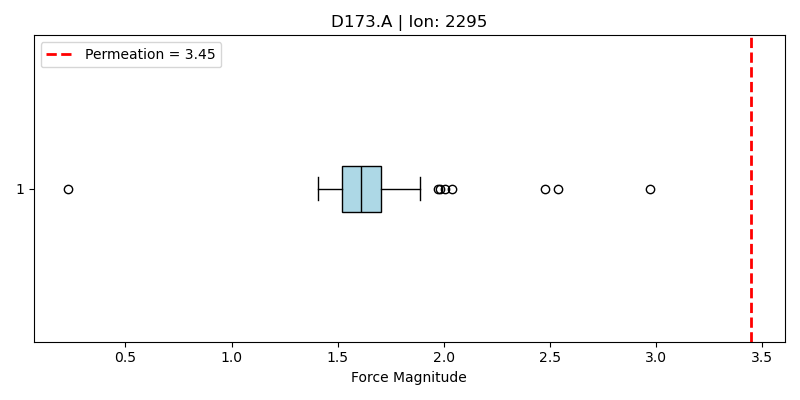 D173.A | Ion: 2295
Permeation = 3.45
1
0.5 1.0 1.5 2.0 2.5 3.0 3.5
Force Magnitude